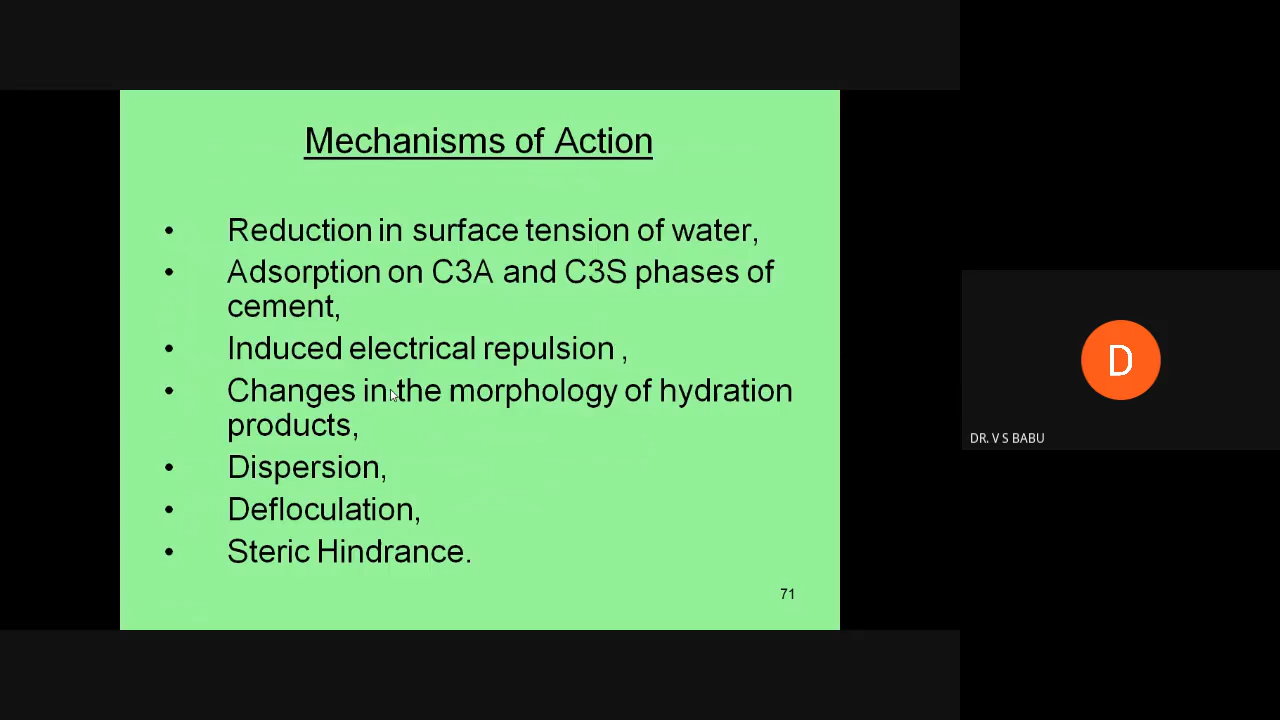 Mechanisms of Action
• Reduction in surface tension of water,
• Adsorption on C3A and C3S phases of
cement,
• Induced electrical repulsion ,
• Changes in the morphology of hydration
products,
• Dispersion,
• Defloculation,
• Steric Hindrance.
71
D
DR. V S BABU